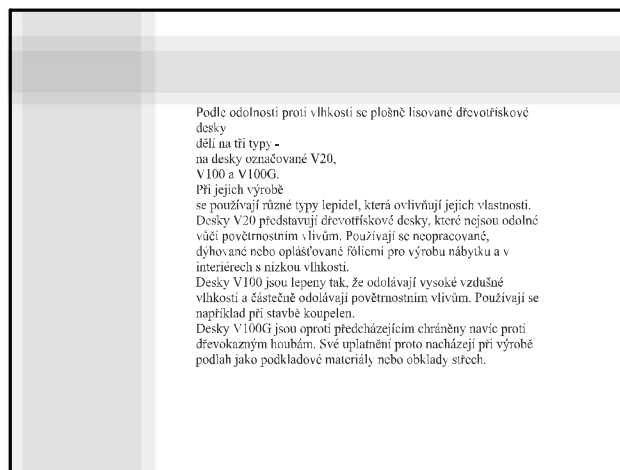 Podle odolnosti proti vlhkosti se plošně lisované dřevotřískové
desky
dělí na tři typy -
na desky označované V20,
V100 a V100G.
Při jejich výrobě
se používají různé typy lepidel, která ovlivňují jejich vlastnosti.
Desky V20 představují dřevotřískové desky, které nejsou odolné
vůči povětrnostním vlivům. Používají se neopracované,
dýhované nebo oplášťované fóliemi pro výrobu nábytku a v
interiérech s nízkou vlhkostí.
Desky V100 jsou lepeny tak, že odolávají vysoké vzdušné
vlhkosti a částečně odolávají povětrnostním vlivům. Používají se
například při stavbě koupelen.
Desky V100G jsou oproti předcházejícím chráněny navíc proti
dřevokazným houbám. Své uplatnění proto nacházejí při výrobě
podlah jako podkladové materiály nebo obklady střech.